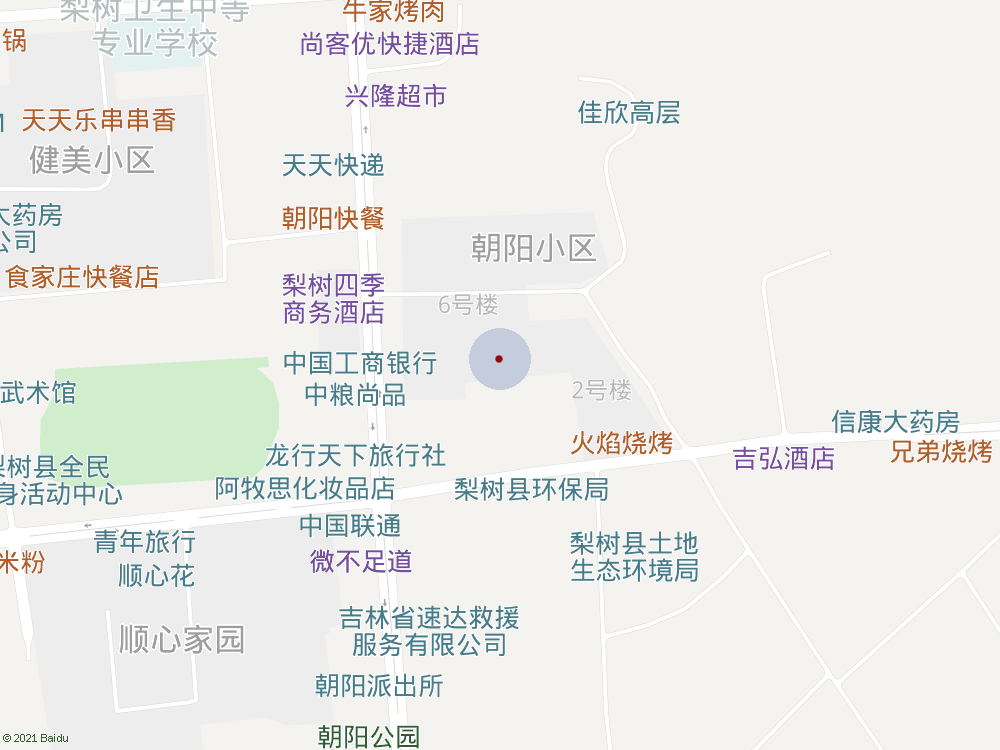 梨树卫生中等
专业学校
牛家烤肉
锅
尚客优快捷酒店
兴隆超市
佳欣高层
天天乐串串香
健美小区
天天快递
大药房
公司
朝阳快餐
朝阳小区
食家庄快餐店
梨树四季
商务酒店
6号楼
中国工商银行
中粮尚品
武术馆
2号楼
信康大药房
火焰烧烤
吉弘酒店
兄弟烧烤
龙行天下旅行社
梨树县全民
身活动中心
阿牧思化妆品店
梨树县环保局
中国联通
青年旅行
米粉
微不足道
顺心花
梨树县土地
生态环境局
吉林省速达救援
服务有限公司
顺心家园
朝阳派出所
朝阳公园
© 2021 Baidu